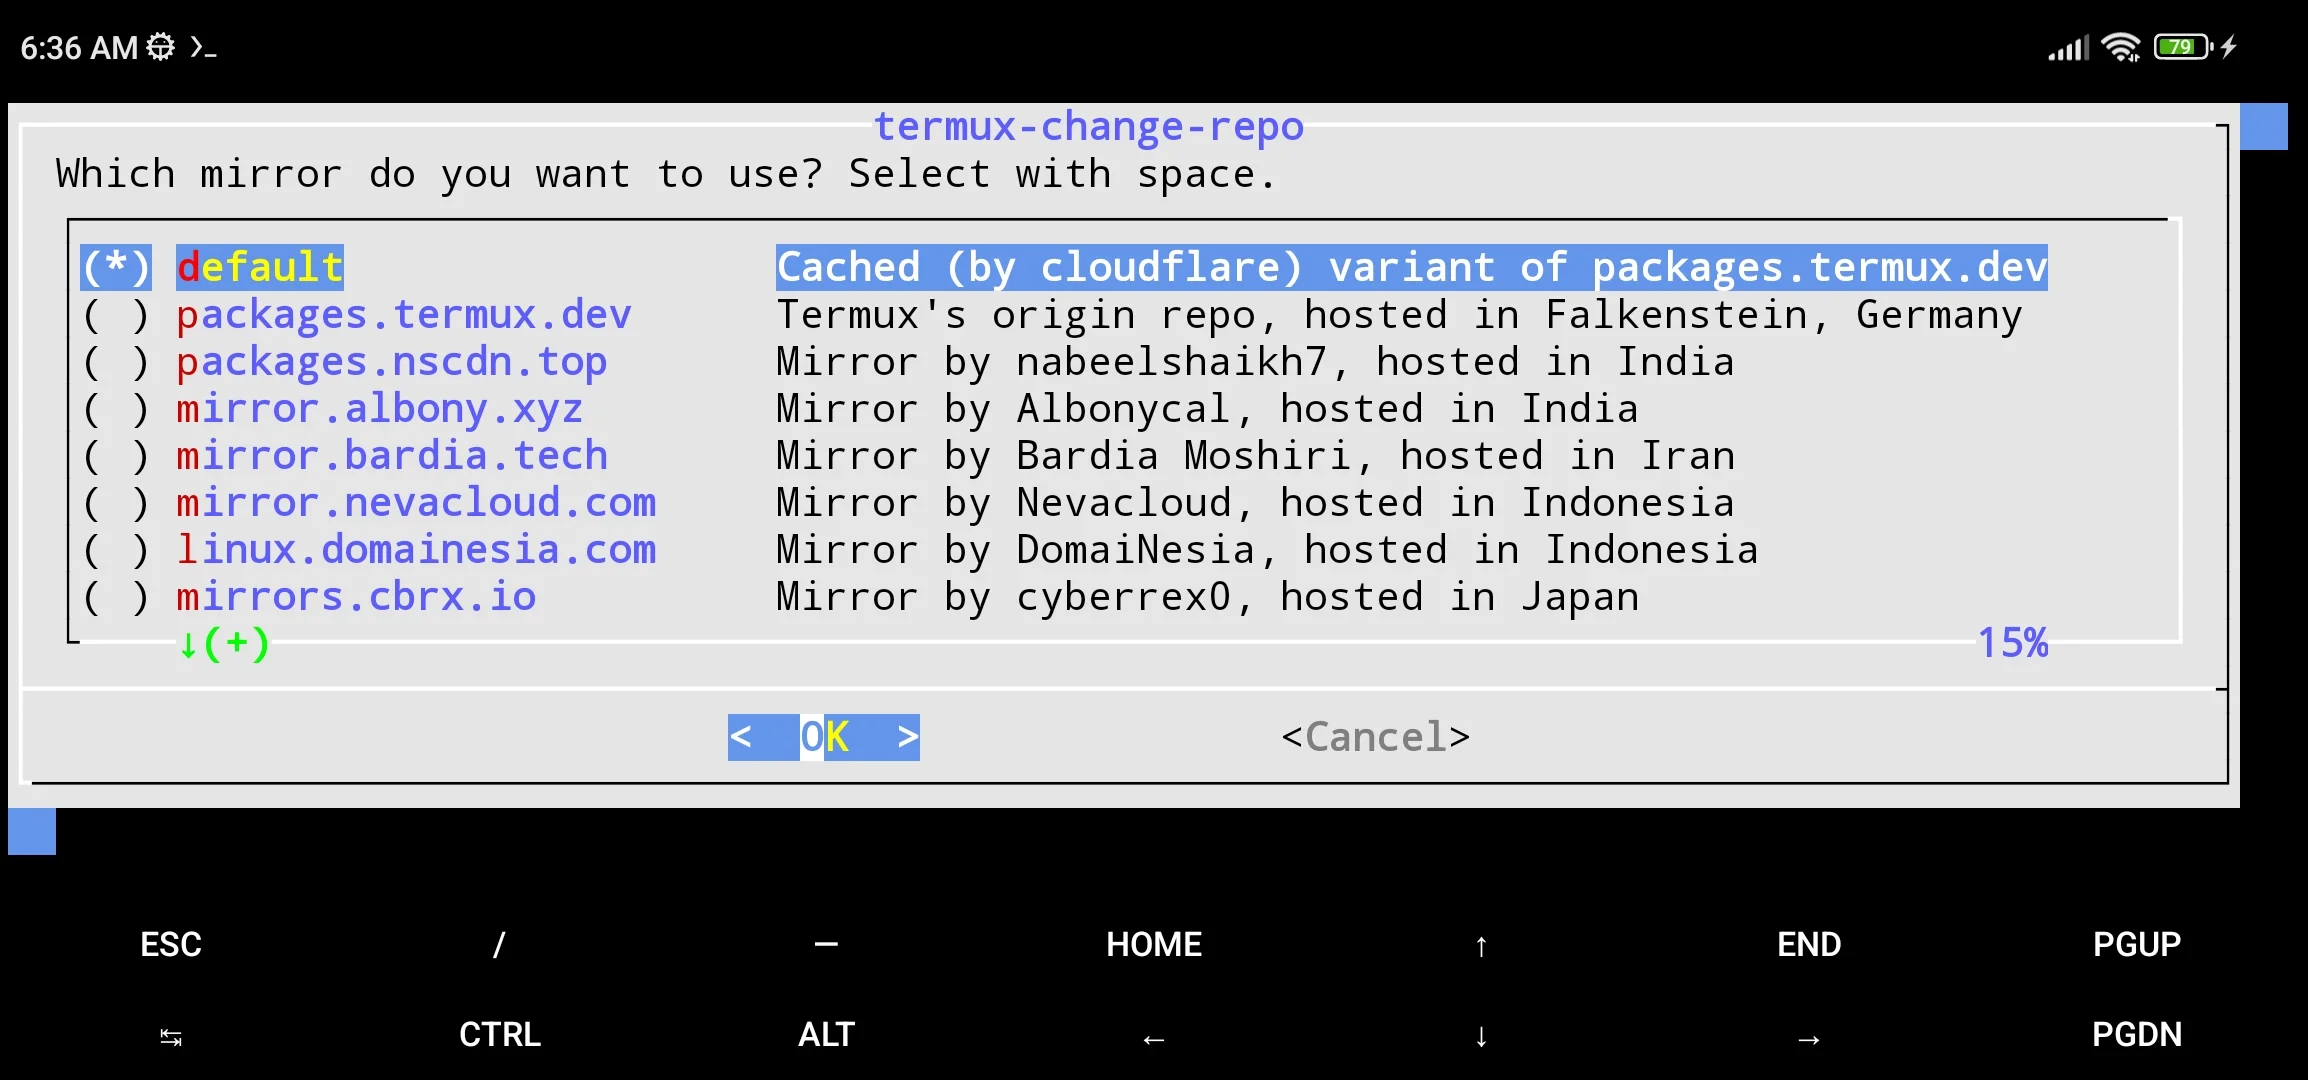 6:36 AM >_ 79
termux-change-repo
Which mirror do you want to use? Select with space.
(*) default Cached (by cloudflare) variant of packages.termux.dev
( ) packages.termux.dev Termux's origin repo, hosted in Falkenstein, Germany
( ) packages.nscdn.top Mirror by nabeelshaikh7, hosted in India
( ) mirror.albony.xyz Mirror by Albonycal, hosted in India
( ) mirror.bardia.tech Mirror by Bardia Moshiri, hosted in Iran
( ) mirror.nevacloud.com Mirror by Nevacloud, hosted in Indonesia
( ) linux.domainesia.com Mirror by DomaiNesia, hosted in Indonesia
( ) mirrors.cbrx.io Mirror by cyberrex0, hosted in Japan
↓(+) 15%
< OK > <Cancel>
ESC / — HOME ↑ END PGUP
↹ CTRL ALT ← ↓ → PGDN